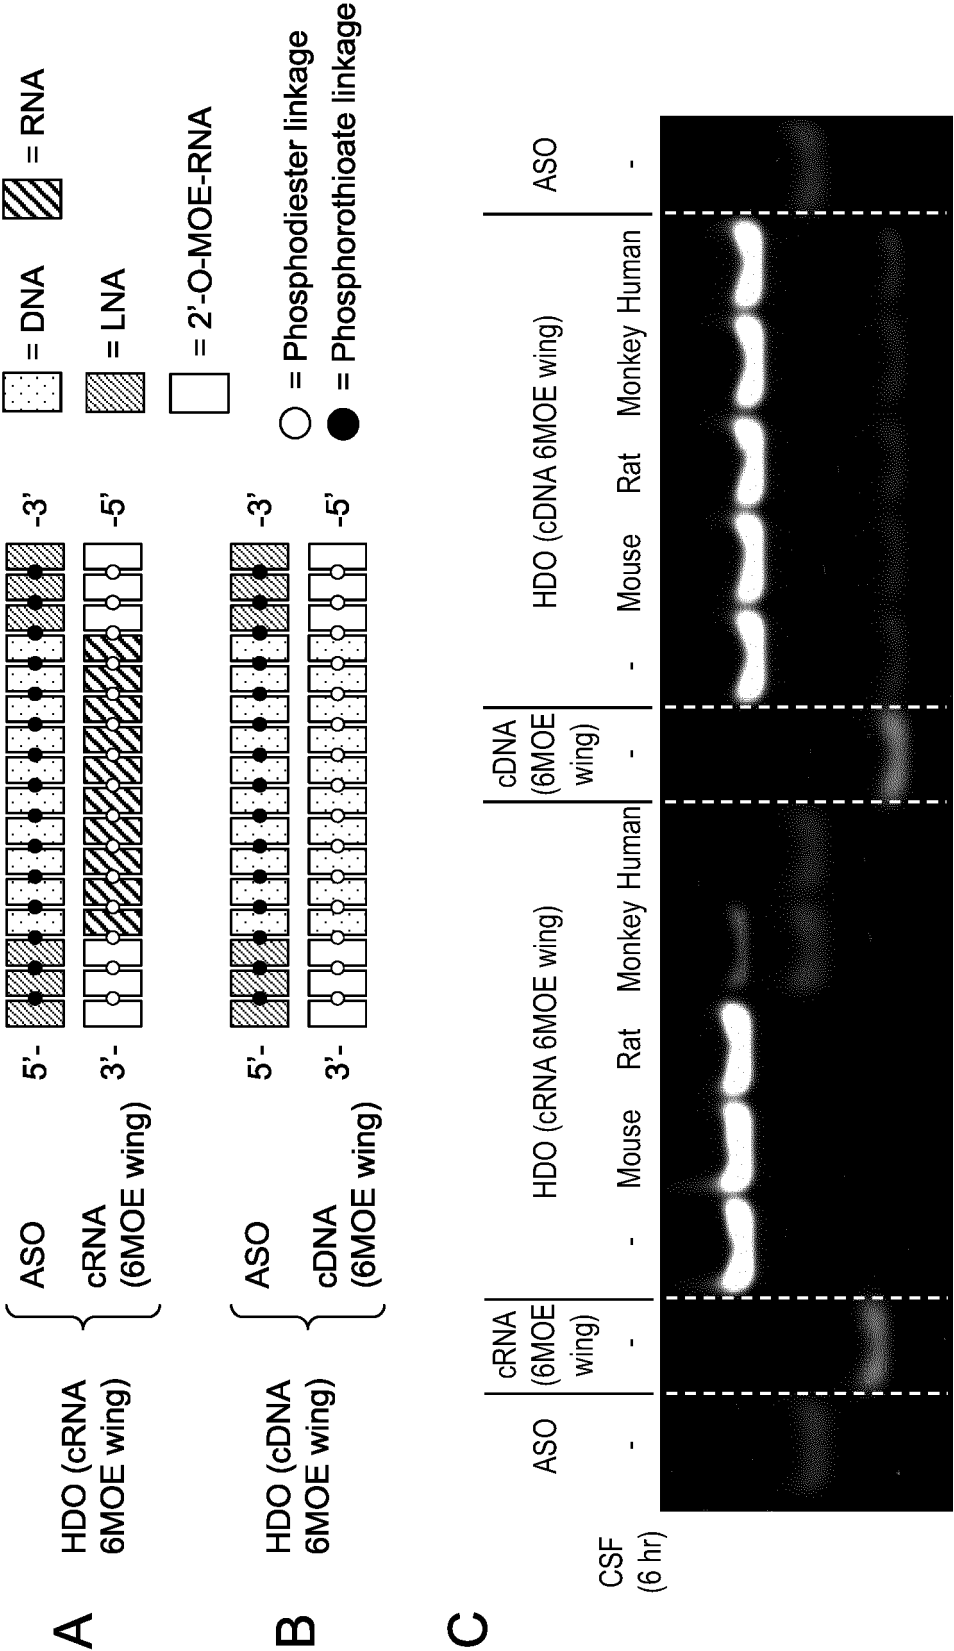 A
HDO (cRNA
6MOE wing)
ASO
cRNA
(6MOE wing)
5'-
-3'
3'-
-5'
= DNA
= RNA
= LNA
= 2'-O-MOE-RNA
= Phosphodiester linkage
= Phosphorothioate linkage
B
HDO (cDNA
6MOE wing)
ASO
cDNA
(6MOE wing)
5'-
-3'
3'-
-5'
C
ASO
cRNA
(6MOE
wing)
HDO (cRNA 6MOE wing)
cDNA
(6MOE
wing)
HDO (cDNA 6MOE wing)
ASO
CSF
(6 hr)
- - - Mouse Rat Monkey Human - - Mouse Rat Monkey Human -